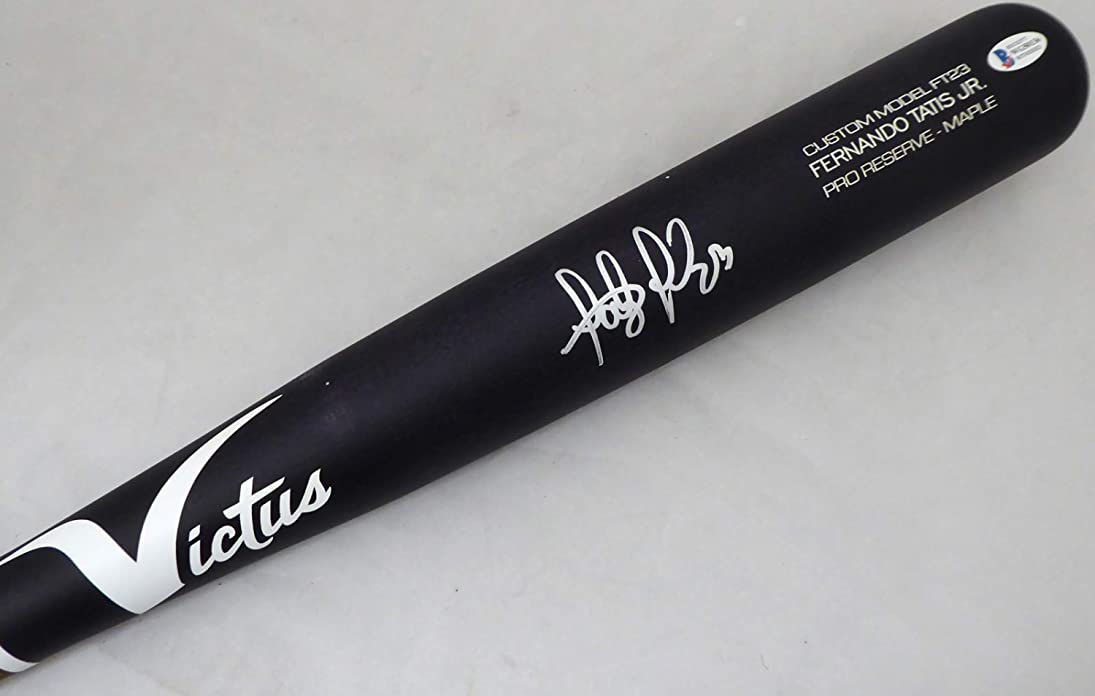 CUSTOM MODEL FT23
FERNANDO TATIS JR.
PRO RESERVE - MAPLE
Victus